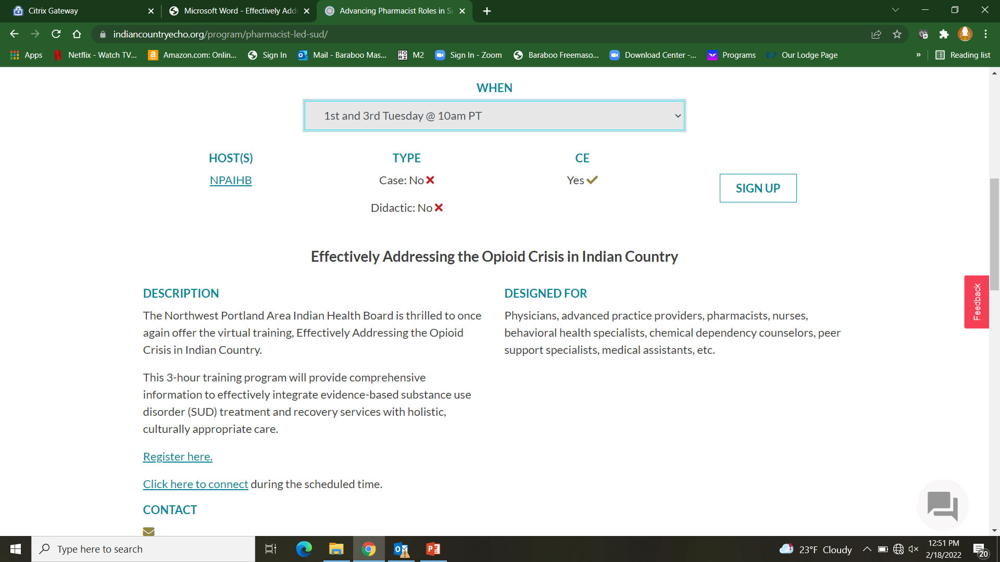 Citrix Gateway
Microsoft Word - Effectively Addr
Advancing Pharmacist Roles in Su
indiancountryecho.org/program/pharmacist-led-sud/
Apps
Netflix - Watch TV...
Amazon.com: Onlin...
Sign In
Mail - Baraboo Mas...
M2
Sign In - Zoom
Baraboo Freemaso...
Download Center -...
Programs
Our Lodge Page
»
Reading list
WHEN
1st and 3rd Tuesday @ 10am PT
HOST(S)
NPAIHB
TYPE
Case: No
Didactic: No
CE
Yes
SIGN UP
Effectively Addressing the Opioid Crisis in Indian Country
DESCRIPTION
The Northwest Portland Area Indian Health Board is thrilled to once
again offer the virtual training, Effectively Addressing the Opioid
Crisis in Indian Country.
This 3-hour training program will provide comprehensive
information to effectively integrate evidence-based substance use
disorder (SUD) treatment and recovery services with holistic,
culturally appropriate care.
Register here.
Click here to connect during the scheduled time.
CONTACT
DESIGNED FOR
Physicians, advanced practice providers, pharmacists, nurses,
behavioral health specialists, chemical dependency counselors, peer
support specialists, medical assistants, etc.
Feedback
Type here to search
23°F Cloudy
12:51 PM
2/18/2022
20